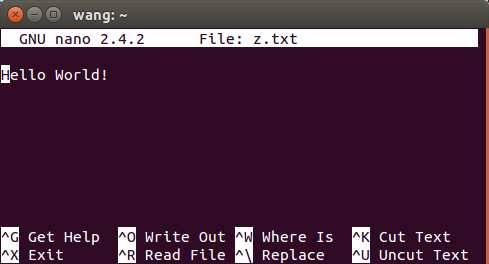 wang: ~
GNU nano 2.4.2 File: z.txt
Hello World!
^G Get Help ^O Write Out ^W Where Is ^K Cut Text
^X Exit ^R Read File ^\ Replace ^U Uncut Text